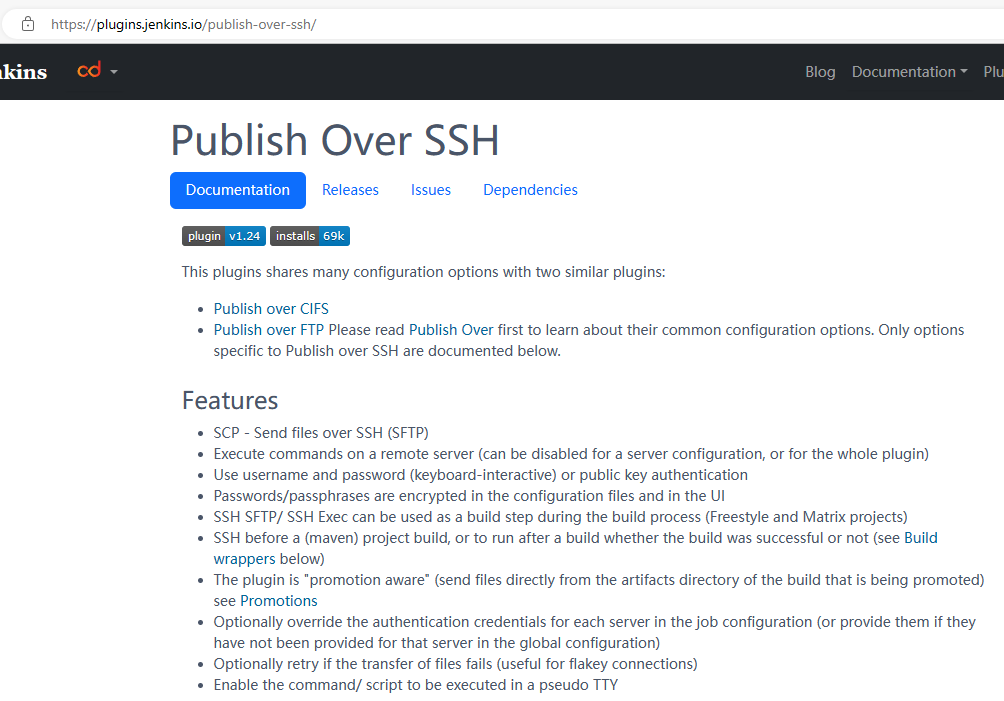 https://plugins.jenkins.io/publish-over-ssh/
kins cd Blog Documentation Plu
Publish Over SSH
Documentation Releases Issues Dependencies
plugin v1.24 installs 69k
This plugins shares many configuration options with two similar plugins:
• Publish over CIFS
• Publish over FTP Please read Publish Over first to learn about their common configuration options. Only options
specific to Publish over SSH are documented below.
Features
• SCP - Send files over SSH (SFTP)
• Execute commands on a remote server (can be disabled for a server configuration, or for the whole plugin)
• Use username and password (keyboard-interactive) or public key authentication
• Passwords/passphrases are encrypted in the configuration files and in the UI
• SSH SFTP/ SSH Exec can be used as a build step during the build process (Freestyle and Matrix projects)
• SSH before a (maven) project build, or to run after a build whether the build was successful or not (see Build
wrappers below)
• The plugin is "promotion aware" (send files directly from the artifacts directory of the build that is being promoted)
see Promotions
• Optionally override the authentication credentials for each server in the job configuration (or provide them if they
have not been provided for that server in the global configuration)
• Optionally retry if the transfer of files fails (useful for flakey connections)
• Enable the command/ script to be executed in a pseudo TTY